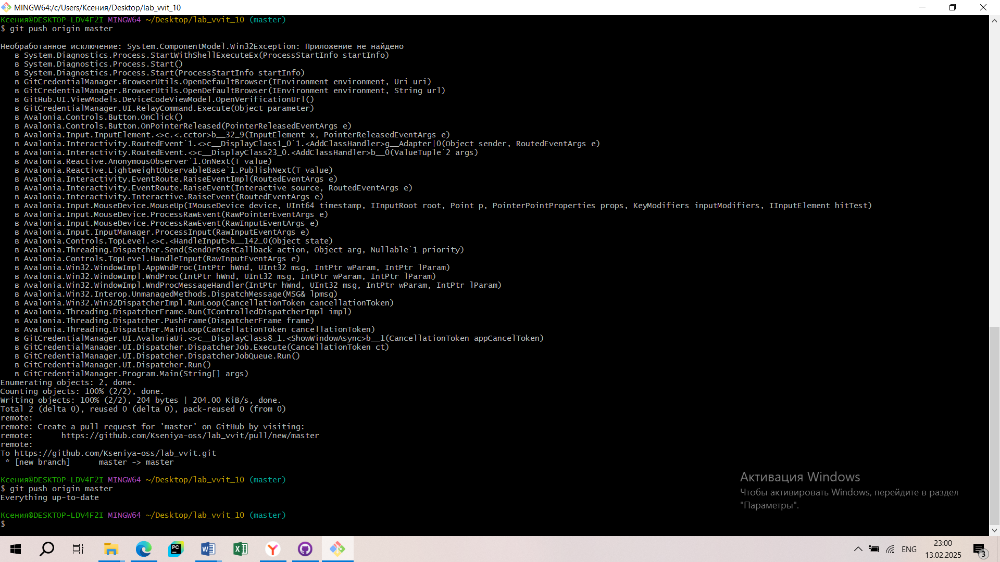 MINGW64:/c/Users/Ксения/Desktop/lab_vvit_10
Ксения@DESKTOP-LDV4F2I MINGW64 ~/Desktop/lab_vvit_10 (master)
$ git push origin master
Необработанное исключение: System.ComponentModel.Win32Exception: Приложение не найдено
в System.Diagnostics.Process.StartWithShellExecuteEx(ProcessStartInfo startInfo)
в System.Diagnostics.Process.Start()
в System.Diagnostics.Process.Start(ProcessStartInfo startInfo)
в GitCredentialManager.BrowserUtils.OpenDefaultBrowser(IEnvironment environment, Uri uri)
в GitCredentialManager.BrowserUtils.OpenDefaultBrowser(IEnvironment environment, String url)
в GitHub.UI.ViewModels.DeviceCodeViewModel.OpenVerificationUrl()
в GitCredentialManager.UI.RelayCommand.Execute(Object parameter)
в Avalonia.Controls.Button.OnClick()
в Avalonia.Controls.Button.OnPointerReleased(PointerReleasedEventArgs e)
в Avalonia.Input.InputElement.<>c.<.cctor>b__32_9(InputElement x, PointerReleasedEventArgs e)
в Avalonia.Interactivity.RoutedEvent`1.<>c__DisplayClass1_0`1.<AddClassHandler>g__Adapter|0(Object sender, RoutedEventArgs e)
в Avalonia.Interactivity.RoutedEvent.<>c__DisplayClass23_0.<AddClassHandler>b__0(ValueTuple`2 args)
в Avalonia.Reactive.AnonymousObserver`1.OnNext(T value)
в Avalonia.Reactive.LightweightObservableBase`1.PublishNext(T value)
в Avalonia.Interactivity.EventRoute.RaiseEventImpl(RoutedEventArgs e)
в Avalonia.Interactivity.EventRoute.RaiseEvent(Interactive source, RoutedEventArgs e)
в Avalonia.Interactivity.Interactive.RaiseEvent(RoutedEventArgs e)
в Avalonia.Input.MouseDevice.MouseUp(IMouseDevice device, UInt64 timestamp, IInputRoot root, Point p, PointerPointProperties props, KeyModifiers inputModifiers, IInputElement hitTest)
в Avalonia.Input.MouseDevice.ProcessRawEvent(RawPointerEventArgs e)
в Avalonia.Input.MouseDevice.ProcessRawEvent(RawInputEventArgs e)
в Avalonia.Input.InputManager.ProcessInput(RawInputEventArgs e)
в Avalonia.Controls.TopLevel.<>c.<HandleInput>b__142_0(Object state)
в Avalonia.Threading.Dispatcher.Send(SendOrPostCallback action, Object arg, Nullable`1 priority)
в Avalonia.Controls.TopLevel.HandleInput(RawInputEventArgs e)
в Avalonia.Win32.WindowImpl.AppWndProc(IntPtr hWnd, UInt32 msg, IntPtr wParam, IntPtr lParam)
в Avalonia.Win32.WindowImpl.WndProc(IntPtr hWnd, UInt32 msg, IntPtr wParam, IntPtr lParam)
в Avalonia.Win32.WindowImpl.WndProcMessageHandler(IntPtr hWnd, UInt32 msg, IntPtr wParam, IntPtr lParam)
в Avalonia.Win32.Interop.UnmanagedMethods.DispatchMessage(MSG& lpmsg)
в Avalonia.Win32.Win32DispatcherImpl.RunLoop(CancellationToken cancellationToken)
в Avalonia.Threading.DispatcherFrame.Run(IControlledDispatcherImpl impl)
в Avalonia.Threading.Dispatcher.PushFrame(DispatcherFrame frame)
в Avalonia.Threading.Dispatcher.MainLoop(CancellationToken cancellationToken)
в GitCredentialManager.UI.AvaloniaUi.<>c__DisplayClass8_1.<ShowWindowAsync>b__1(CancellationToken appCancelToken)
в GitCredentialManager.UI.Dispatcher.DispatcherJob.Execute(CancellationToken ct)
в GitCredentialManager.UI.Dispatcher.DispatcherJobQueue.Run()
в GitCredentialManager.UI.Dispatcher.Run()
в GitCredentialManager.Program.Main(String[] args)
Enumerating objects: 2, done.
Counting objects: 100% (2/2), done.
Writing objects: 100% (2/2), 204 bytes | 204.00 KiB/s, done.
Total 2 (delta 0), reused 0 (delta 0), pack-reused 0 (from 0)
remote:
remote: Create a pull request for 'master' on GitHub by visiting:
remote:      https://github.com/Kseniya-oss/lab_vvit/pull/new/master
remote:
To https://github.com/Kseniya-oss/lab_vvit.git
* [new branch]      master -> master
Ксения@DESKTOP-LDV4F2I MINGW64 ~/Desktop/lab_vvit_10 (master)
$ git push origin master
Everything up-to-date
Ксения@DESKTOP-LDV4F2I MINGW64 ~/Desktop/lab_vvit_10 (master)
$
Активация Windows
Чтобы активировать Windows, перейдите в раздел
"Параметры".
PC
ENG
23:00
13.02.2025
3